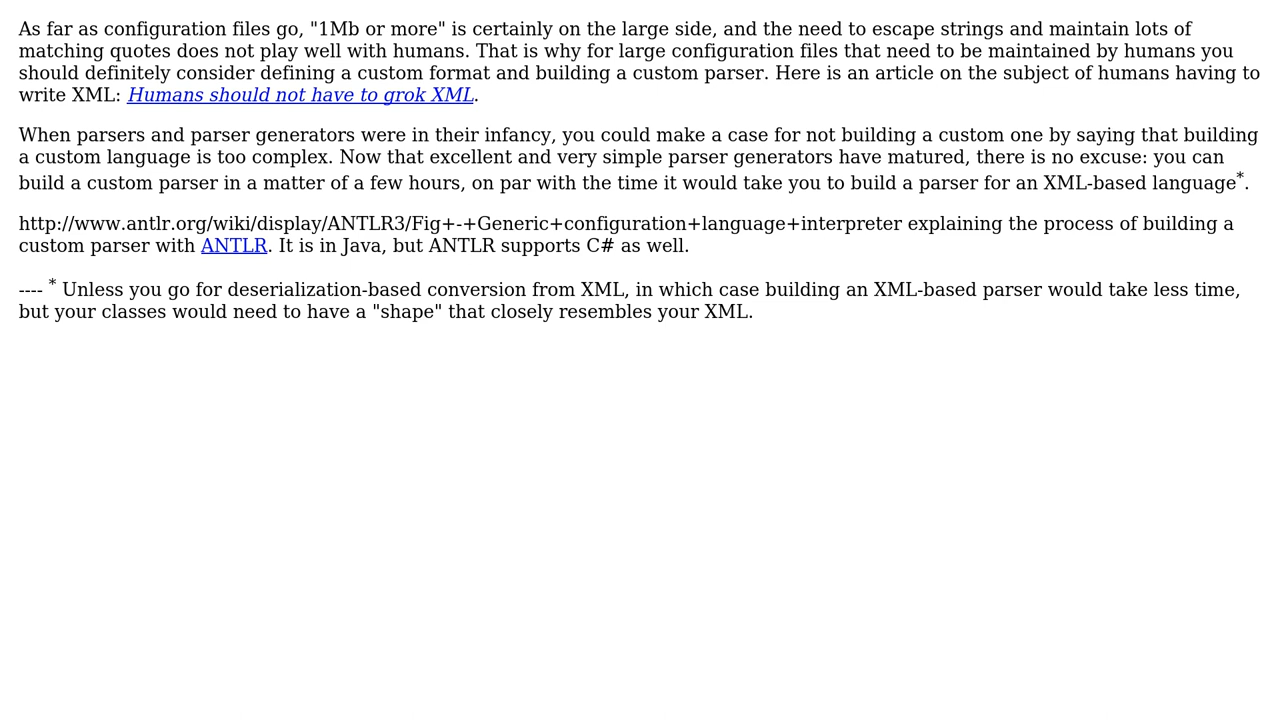 As far as configuration files go, "1Mb or more" is certainly on the large side, and the need to escape strings and maintain lots of
matching quotes does not play well with humans. That is why for large configuration files that need to be maintained by humans you
should definitely consider defining a custom format and building a custom parser. Here is an article on the subject of humans having to
write XML: Humans should not have to grok XML.
When parsers and parser generators were in their infancy, you could make a case for not building a custom one by saying that building
a custom language is too complex. Now that excellent and very simple parser generators have matured, there is no excuse: you can
build a custom parser in a matter of a few hours, on par with the time it would take you to build a parser for an XML-based language*.
http://www.antlr.org/wiki/display/ANTLR3/Fig+-+Generic+configuration+language+interpreter explaining the process of building a
custom parser with ANTLR. It is in Java, but ANTLR supports C# as well.
---- * Unless you go for deserialization-based conversion from XML, in which case building an XML-based parser would take less time,
but your classes would need to have a "shape" that closely resembles your XML.